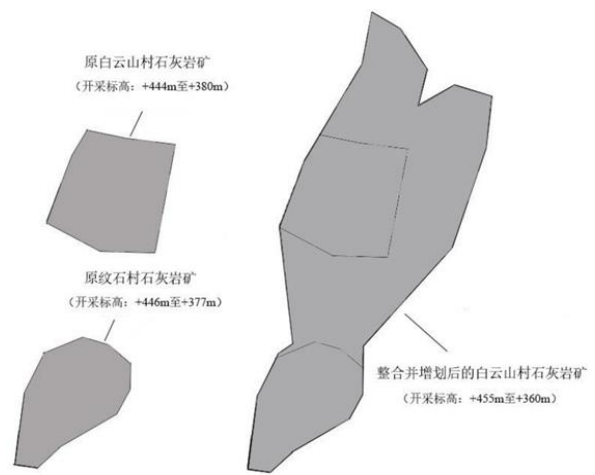 原白云山村石灰岩矿
（开采标高：+444m至+380m）
原纹石村石灰岩矿
（开采标高：+446m至+377m）
整合并增划后的白云山村石灰岩矿
（开采标高：+455m至+360m）